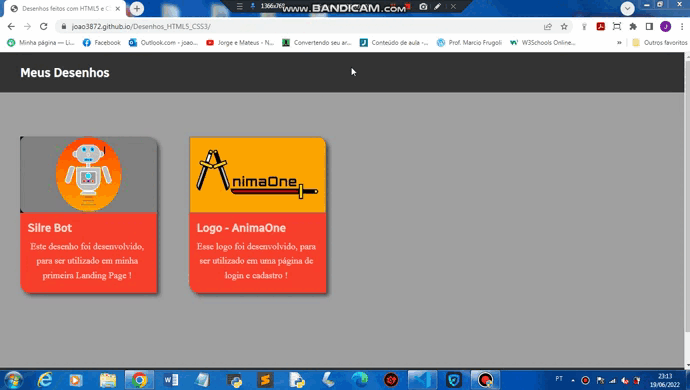 Desenhos feitos com HTML5 e C
1366x768
www.BANDICAM.com
joao3872.github.io/Desenhos_HTML5_CSS3/
Minha página — Li...
Facebook
Outlook.com - joao...
Jorge e Mateus - N...
Convertendo seu ar...
Conteúdo de aula -...
Prof. Marcio Frugoli
W3Schools Online...
»
Outros favoritos
J
Meus Desenhos
AnimaOne
Silre Bot
Este desenho foi desenvolvido,
para ser utilizado em minha
primeira Landing Page !
Logo - AnimaOne
Esse logo foi desenvolvido, para
ser utilizado em uma página de
login e cadastro !
PT
23:13
19/06/2022